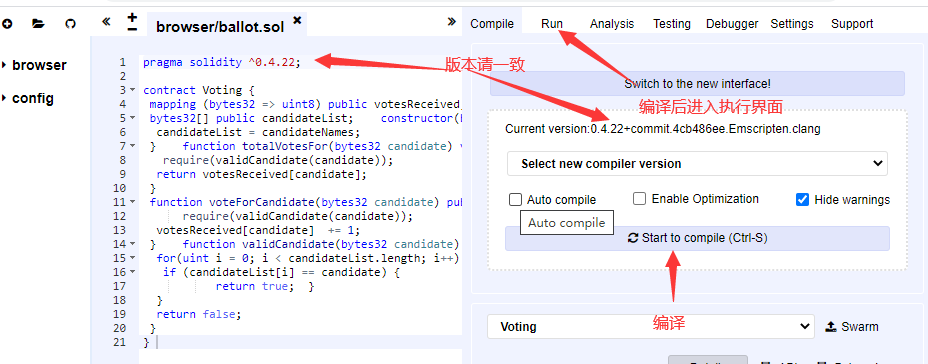 browser/ballot.sol
Compile Run Analysis Testing Debugger Settings Support
browser
config
1 pragma solidity ^0.4.22;
2
3 contract Voting {
4 mapping (bytes32 => uint8) public votesReceived;
5 bytes32[] public candidateList; constructor(
6 candidateList = candidateNames;
7 } function totalVotesFor(bytes32 candidate)
8 require(validCandidate(candidate));
9 return votesReceived[candidate];
10 }
11 function voteForCandidate(bytes32 candidate)
12 require(validCandidate(candidate));
13 votesReceived[candidate] += 1;
14 } function validCandidate(bytes32 candidate)
15 for(uint i = 0; i < candidateList.length; i++)
16 if (candidateList[i] == candidate) {
17 return true; }
18 }
19 return false;
20 }
21 }
版本请一致
Switch to the new interface!
编译后进入执行界面
Current version:0.4.22+commit.4cb486ee.Emscripten.clang
Select new compiler version
Auto compile
Enable Optimization
Hide warnings
Auto compile
Start to compile (Ctrl-S)
编译
Voting
Swarm